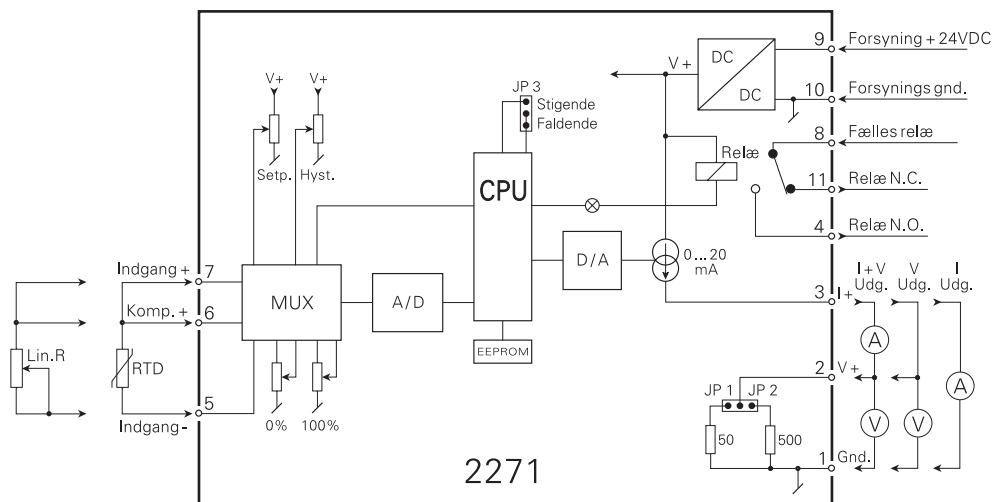 9 Forsyning + 24VDC
DC
V +
DC
10 Forsynings gnd.
V+ V+
JP 3
Stigende
Faldende
8 Fælles relæ
Relæ
Setp. Hyst.
CPU
11 Relæ N.C.
4 Relæ N.O.
D/A
0...20
mA
I + V
Udg.
V
Udg.
I
Udg.
Indgang + 7
MUX
A/D
3 I+
Komp. + 6
A
Lin.R
RTD
EEPROM
2 V +
JP 1 JP 2
A
5
Indgang -
0% 100%
50 500
V V
1 Gnd.
2271